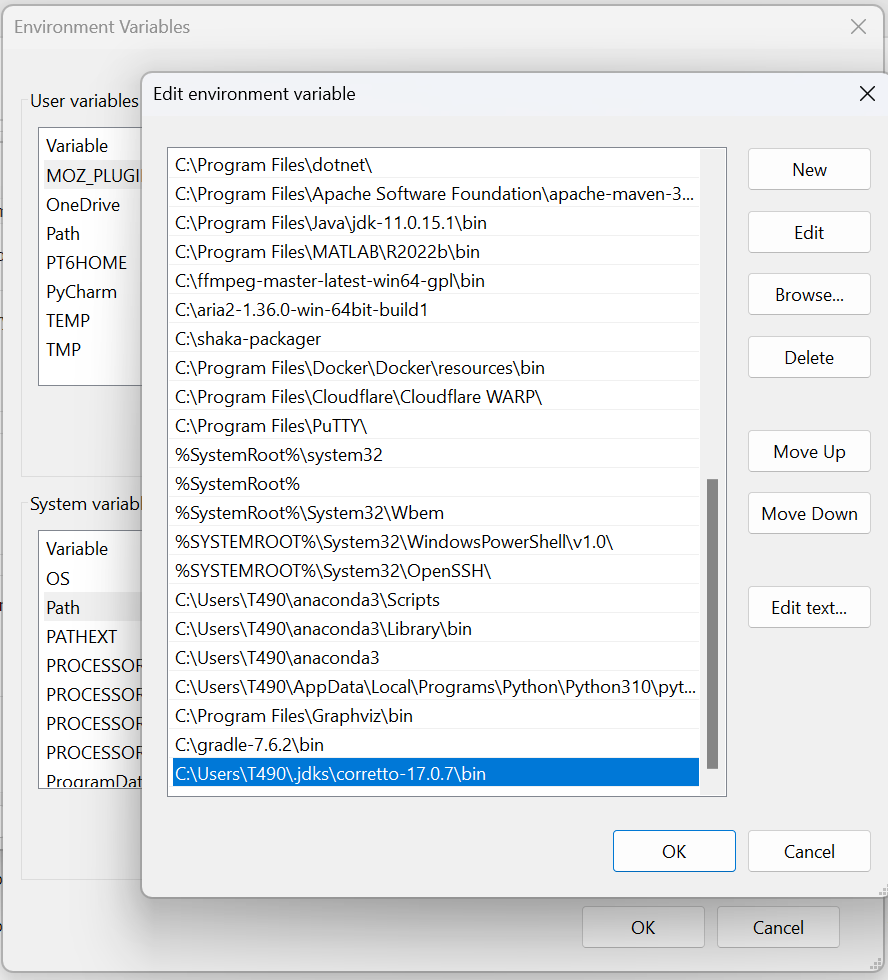 Environment Variables
Edit environment variable
User variables
Variable
OneDrive
Path
PT6HOME
PyCharm
TEMP
TMP
System
Variable
OS
Path
PATHEXT
C:\Program Files\dotnet\
C:\Program Files\Apache Software Foundation\apache-maven-3...
C:\Program Files\Java\jdk-11.0.15.1\bin
C:\Program Files\MATLAB\R2022b\bin
C:\ffmpeg-master-latest-win64-gpl\bin
C:\aria2-1.36.0-win-64bit-build1
C:\shaka-packager
C:\Program Files\Docker\Docker\resources\bin
C:\Program Files\Cloudflare\Cloudflare WARP\
C:\Program Files\PuTTY\
%SystemRoot%\system32
%SystemRoot%
%SystemRoot%\System32\Wbem
%SYSTEMROOT%\System32\WindowsPowerShell\v1.0\
%SYSTEMROOT%\System32\OpenSSH\
C:\Users\T490\anaconda3\Scripts
C:\Users\T490\anaconda3\Library\bin
C:\Users\T490\anaconda3
C:\Users\T490\AppData\Local\Programs\Python\Python310\pyt...
C:\Program Files\Graphviz\bin
C:\gradle-7.6.2\bin
C:\Users\T490\.jdks\corretto-17.0.7\bin
New
Edit
Browse...
Delete
Move Up
Move Down
Edit text...
OK
Cancel
OK
Cancel